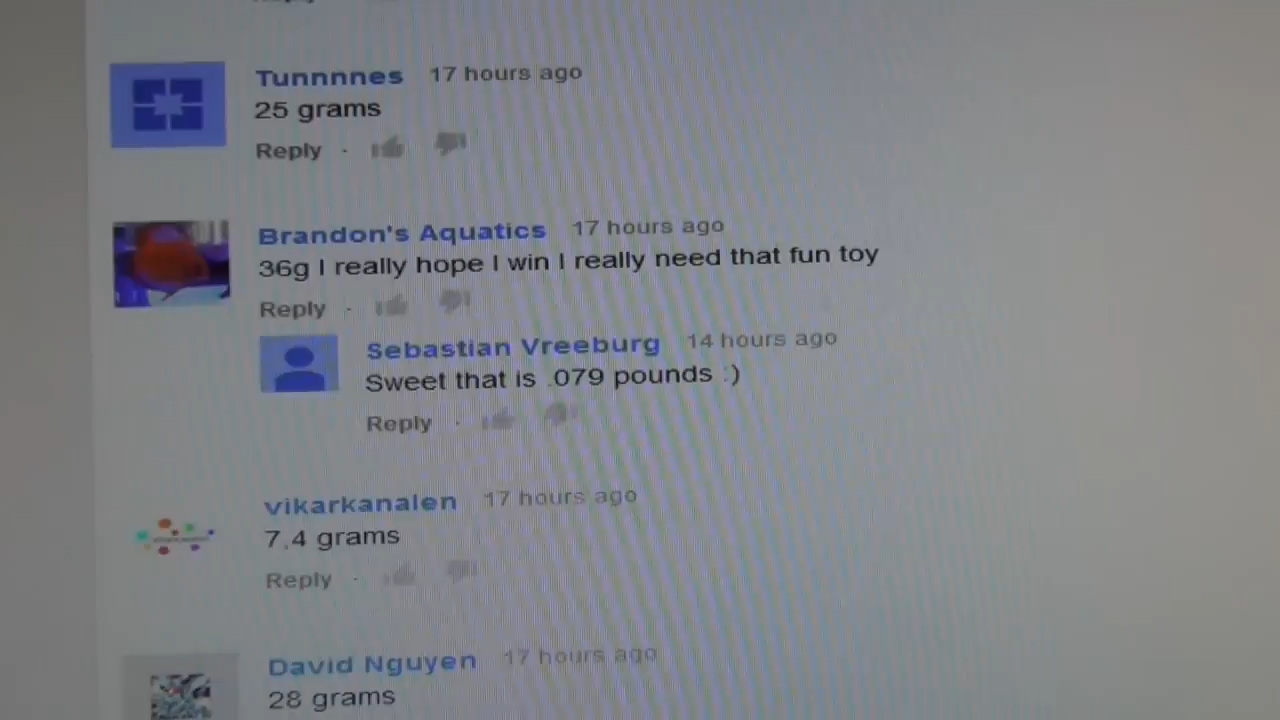 Tunnnnes 17 hours ago
25 grams
Reply ·
Brandon's Aquatics 17 hours ago
36g I really hope I win I really need that fun toy
Reply ·
Sebastian Vreeburg 14 hours ago
Sweet that is .079 pounds :)
Reply ·
vikarkanalen 17 hours ago
7,4 grams
Reply ·
David Nguyen 17 hours ago
28 grams